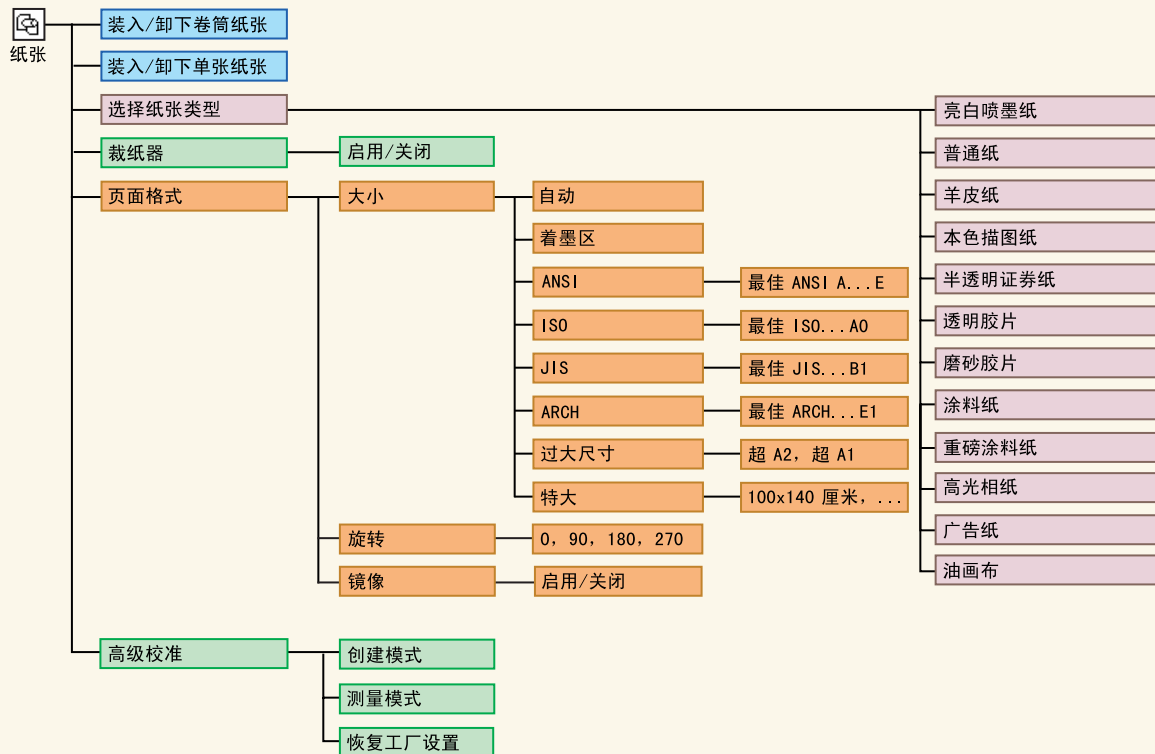 纸张
装入/卸下卷筒纸张
装入/卸下单张纸张
选择纸张类型
亮白喷墨纸
普通纸
羊皮纸
本色描图纸
半透明证券纸
透明胶片
磨砂胶片
涂料纸
重磅涂料纸
高光相纸
广告纸
油画布
裁纸器
启用/关闭
页面格式
大小
自动
着墨区
ANSI
最佳 ANSI A...E
ISO
最佳 ISO...A0
JIS
最佳 JIS...B1
ARCH
最佳 ARCH...E1
过大尺寸
超 A2，超 A1
特大
100x140 厘米，...
旋转
0，90，180，270
镜像
启用/关闭
高级校准
创建模式
测量模式
恢复工厂设置